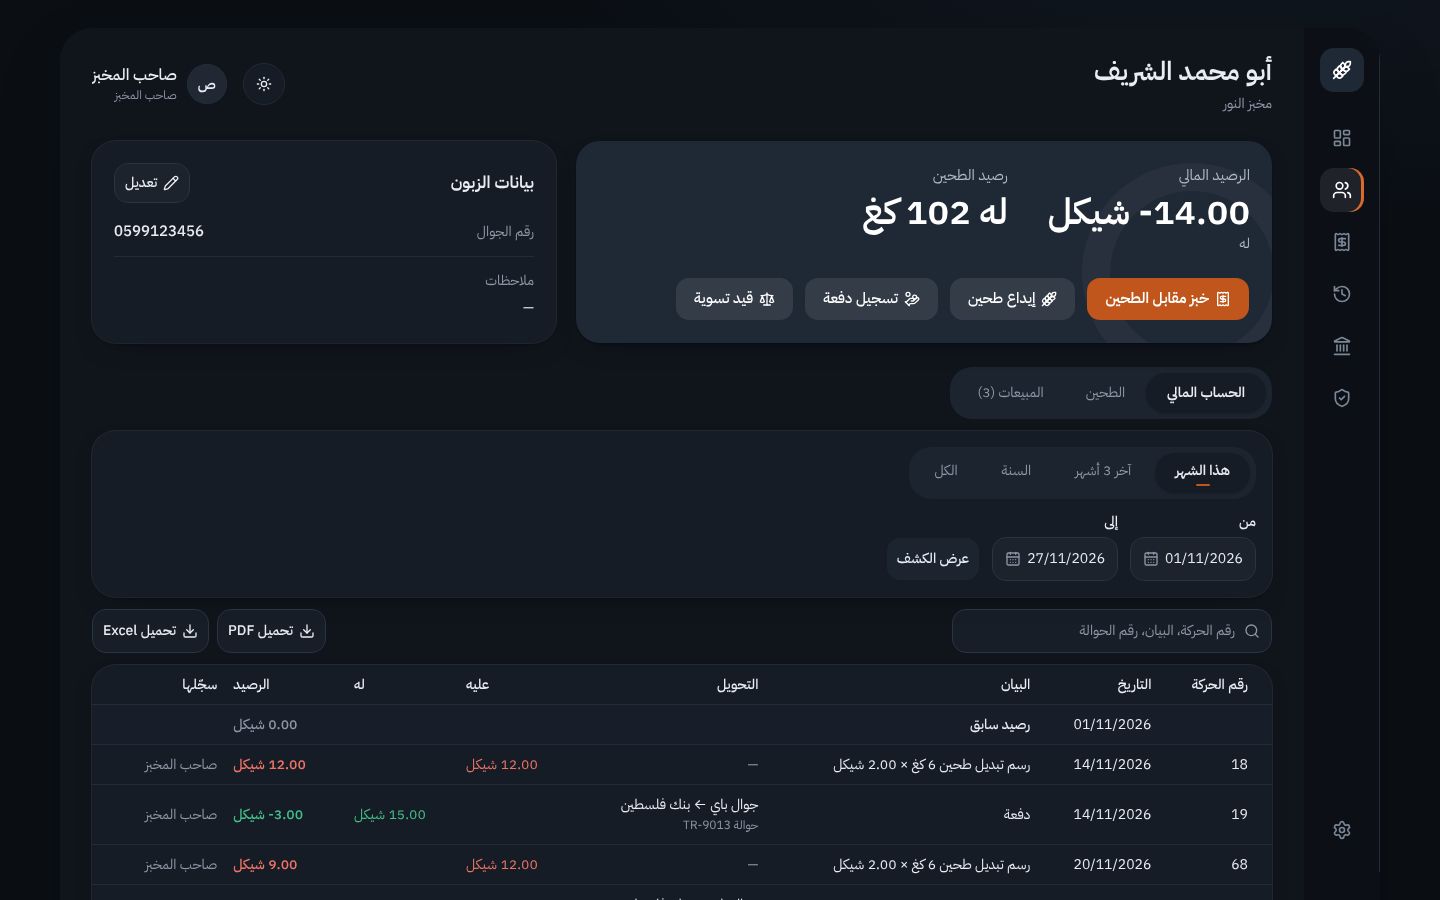 أبو محمد الشريف
مخبز النور
ص
صاحب المخبز
صاحب المخبز
الرصيد المالي
-14.00 شيكل
له
رصيد الطحين
له 102 كغ
خبز مقابل الطحين
إيداع طحين
تسجيل دفعة
قيد تسوية
بيانات الزبون
تعديل
رقم الجوال
0599123456
ملاحظات
—
الحساب المالي
الطحين
المبيعات (3)
هذا الشهر
آخر 3 أشهر
السنة
الكل
من
إلى
01/11/2026
27/11/2026
عرض الكشف
رقم الحركة، البيان، رقم الحوالة
تحميل PDF
تحميل Excel
رقم الحركة التاريخ البيان التحويل عليه له الرصيد سجّلها
01/11/2026 رصيد سابق 0.00 شيكل
18 14/11/2026 رسم تبديل طحين 6 كغ × 2.00 شيكل — 12.00 شيكل 12.00 شيكل صاحب المخبز
19 14/11/2026 دفعة جوال باي ← بنك فلسطين 15.00 شيكل -3.00 شيكل صاحب المخبز
حوالة TR-9013
68 20/11/2026 رسم تبديل طحين 6 كغ × 2.00 شيكل — 12.00 شيكل 9.00 شيكل صاحب المخبز